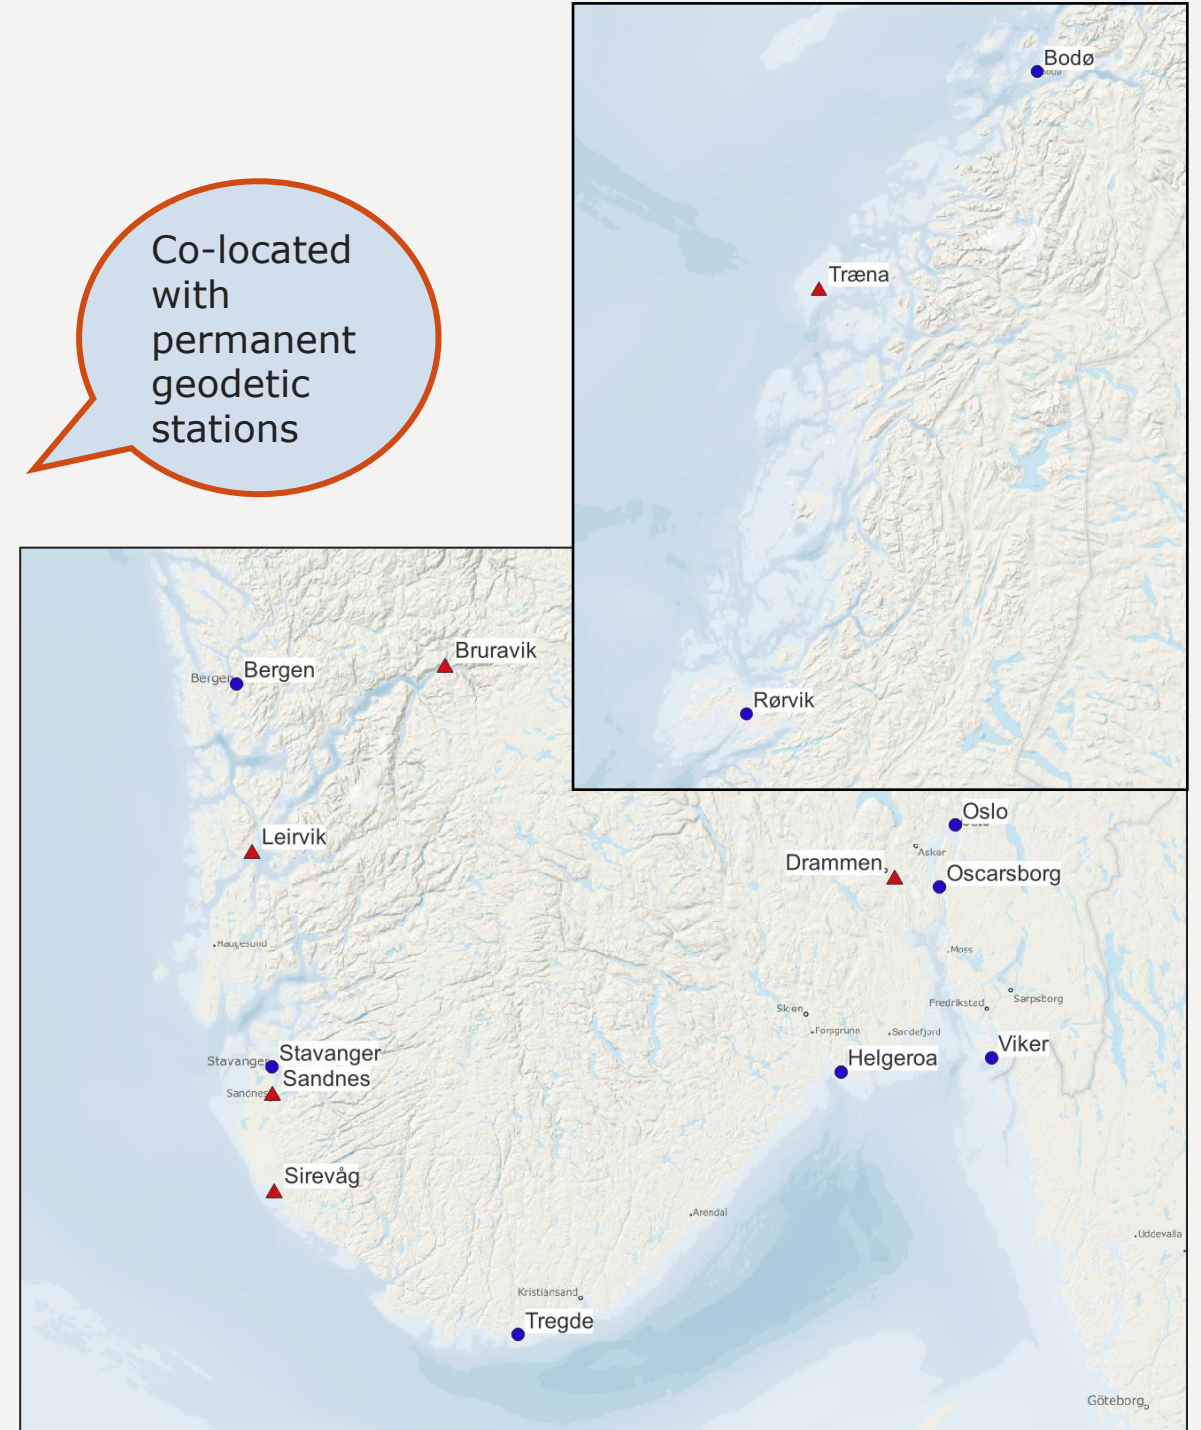 Bodø
Træna
Rørvik
Co-located
with
permanent
geodetic
stations
Bruravik
Bergen Bergen
Leirvik
Haugesund
Stavanger Stavanger
Sandnes Sandnes
Sirevåg
Kristiansand
Tregde
Arendal
Oslo
Asker
Drammen
Oscarsborg
Moss
Fredrikstad
Sarpsborg
Skien
Porsgrunn
Sandefjord
Helgeroa
Viker
Uddevalla
Göteborg